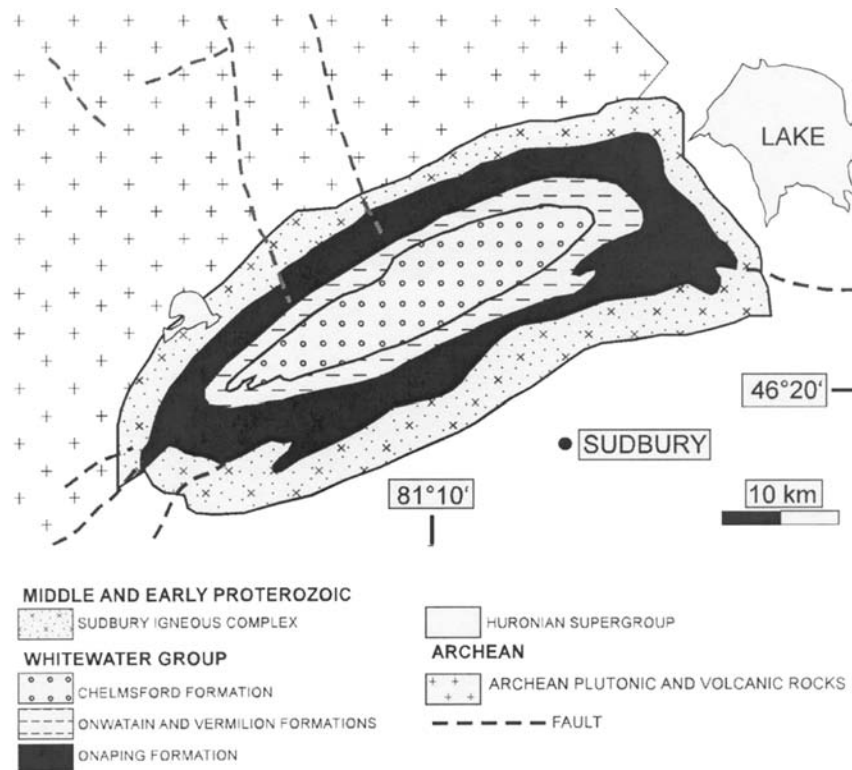 LAKE
46°20'
SUDBURY
81°10'
10 km
MIDDLE AND EARLY PROTEROZOIC
SUDBURY IGNEOUS COMPLEX
HURONIAN SUPERGROUP
WHITEWATER GROUP
ARCHEAN
CHELMSFORD FORMATION
ARCHEAN PLUTONIC AND VOLCANIC ROCKS
ONWATAIN AND VERMILION FORMATIONS
FAULT
ONAPING FORMATION